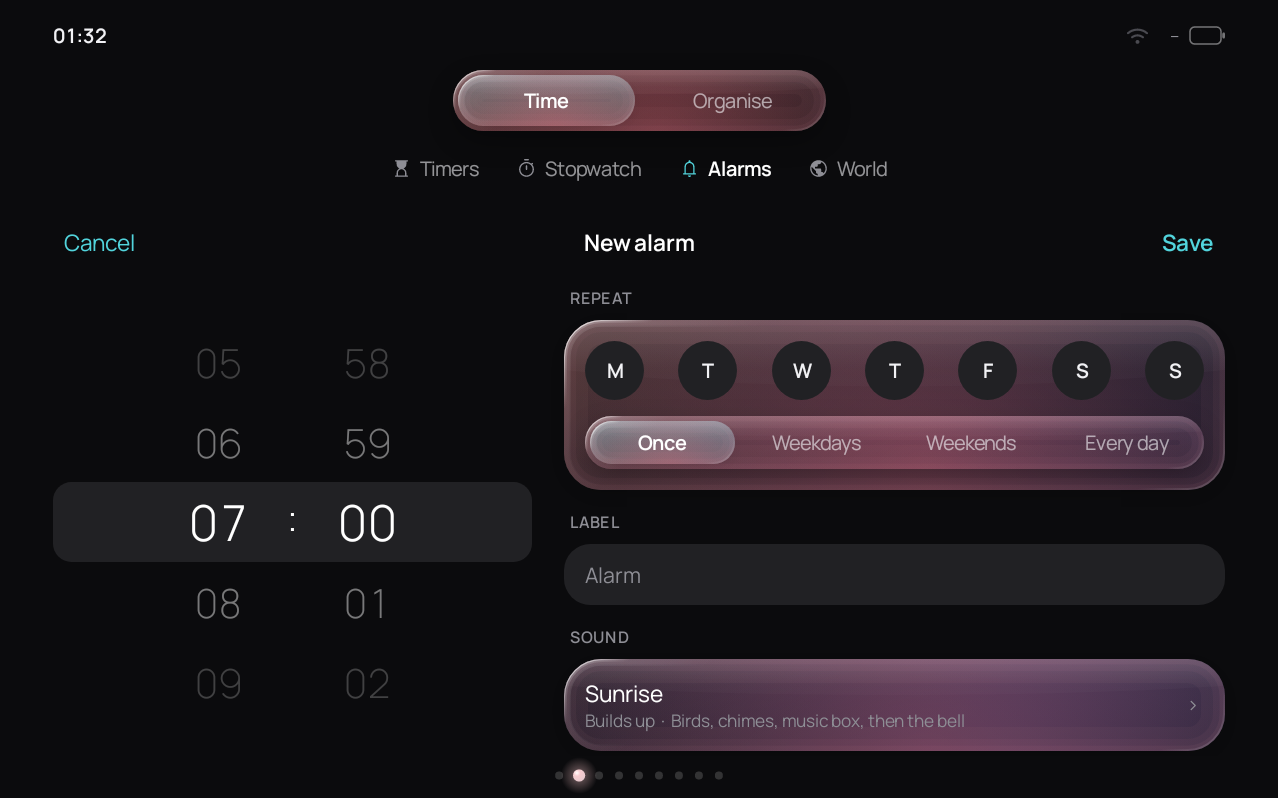 01:32
–
Time Organise
Timers Stopwatch Alarms World
Cancel New alarm Save
REPEAT
M T W T F S S
Once Weekdays Weekends Every day
05 58
06 59
07 : 00
08 01
09 02
LABEL
Alarm
SOUND
Sunrise
Builds up · Birds, chimes, music box, then the bell